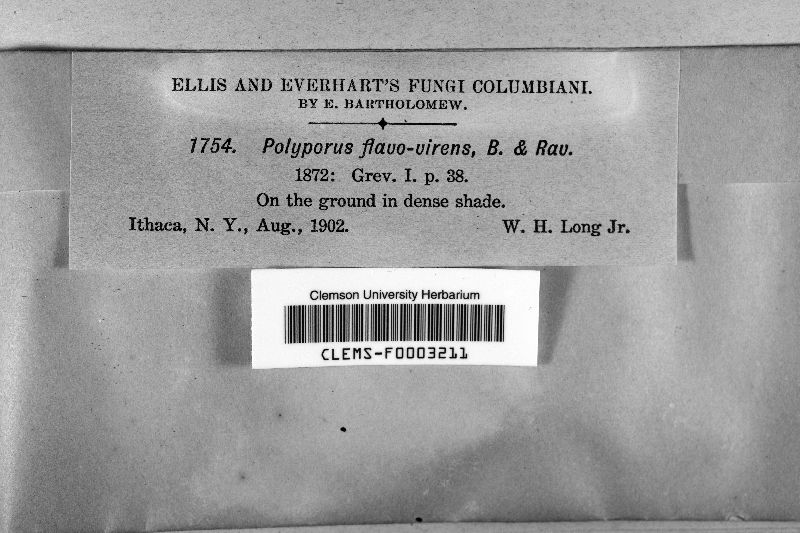 ELLIS AND EVERHART'S FUNGI COLUMBIANI.
BY E. BARTHOLOMEW.
1754. Polyporus flavo-virens, B. & Rav.
1872: Grev. I. p. 38.
On the ground in dense shade.
Ithaca, N. Y., Aug., 1902. W. H. Long Jr.
Clemson University Herbarium
CLEMS-F0003211